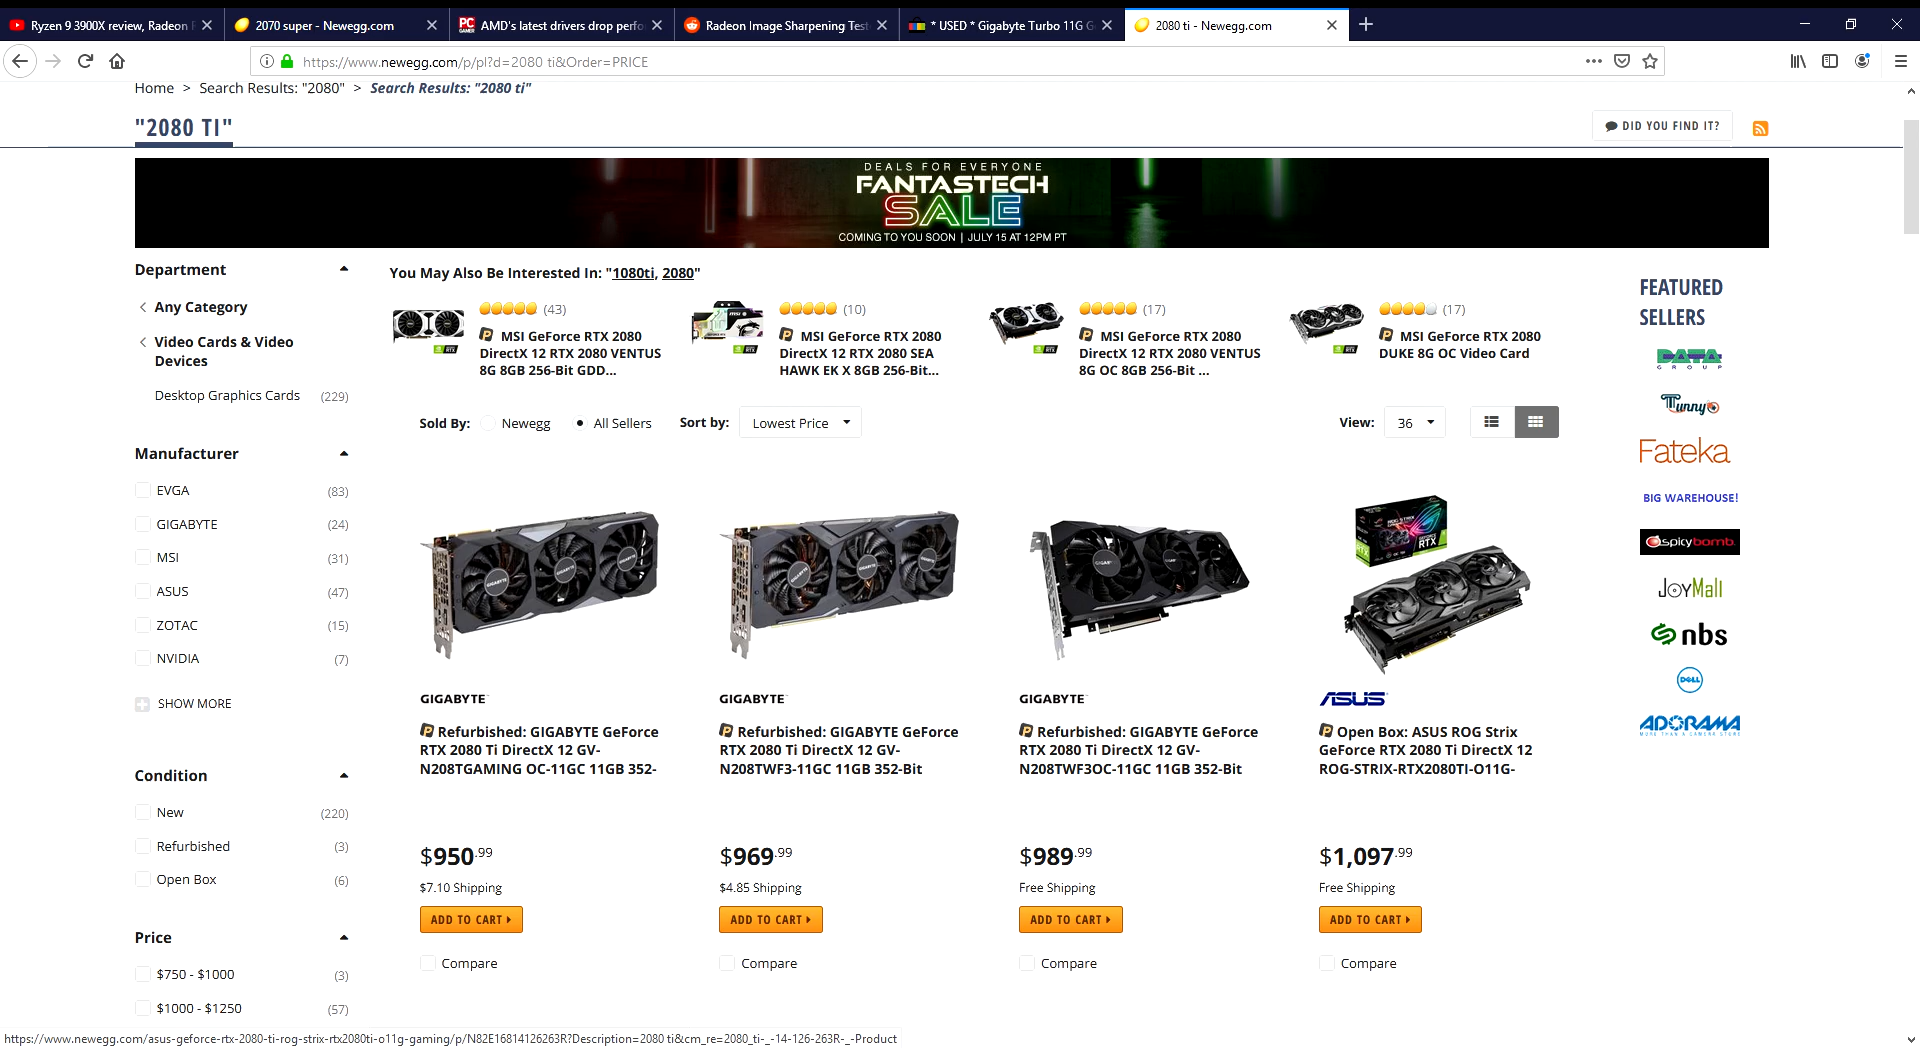 Ryzen 9 3900X review, Radeon
2070 super - Newegg.com
AMD's latest drivers drop perfo
Radeon Image Sharpening Test
* USED * Gigabyte Turbo 11G G
2080 ti - Newegg.com
https://www.newegg.com/p/pl?d=2080 ti&Order=PRICE
Home > Search Results: "2080" > Search Results: "2080 ti"
"2080 TI"
DID YOU FIND IT?
DEALS FOR EVERYONE
FANTASTECH
SALE
COMING TO YOU SOON | JULY 15 AT 12PM PT
Department
Any Category
Video Cards & Video
Devices
Desktop Graphics Cards (229)
Manufacturer
EVGA (83)
GIGABYTE (24)
MSI (31)
ASUS (47)
ZOTAC (15)
NVIDIA (7)
SHOW MORE
Condition
New (220)
Refurbished (3)
Open Box (6)
Price
$750 - $1000 (3)
$1000 - $1250 (57)
You May Also Be Interested In: "1080ti, 2080"
(43)
MSI GeForce RTX 2080
DirectX 12 RTX 2080 VENTUS
8G 8GB 256-Bit GDD...
(10)
MSI GeForce RTX 2080
DirectX 12 RTX 2080 SEA
HAWK EK X 8GB 256-Bit...
(17)
MSI GeForce RTX 2080
DirectX 12 RTX 2080 VENTUS
8G OC 8GB 256-Bit ...
(17)
MSI GeForce RTX 2080
DUKE 8G OC Video Card
Sold By: Newegg All Sellers Sort by: Lowest Price View: 36
GIGABYTE
Refurbished: GIGABYTE GeForce
RTX 2080 Ti DirectX 12 GV-
N208TGAMING OC-11GC 11GB 352-
$950.99
$7.10 Shipping
ADD TO CART
Compare
GIGABYTE
Refurbished: GIGABYTE GeForce
RTX 2080 Ti DirectX 12 GV-
N208TWF3-11GC 11GB 352-Bit
$969.99
$4.85 Shipping
ADD TO CART
Compare
GIGABYTE
Refurbished: GIGABYTE GeForce
RTX 2080 Ti DirectX 12 GV-
N208TWF3OC-11GC 11GB 352-Bit
$989.99
Free Shipping
ADD TO CART
Compare
ASUS
Open Box: ASUS ROG Strix
GeForce RTX 2080 Ti DirectX 12
ROG-STRIX-RTX2080TI-O11G-
$1,097.99
Free Shipping
ADD TO CART
Compare
FEATURED
SELLERS
DATA
GROUP
Tunny
Fateka
BIG WAREHOUSE!
spicybomb
JoyMall
nbs
DELL
ADORAMA
MORE THAN A CAMERA STORE
https://www.newegg.com/asus-geforce-rtx-2080-ti-rog-strix-rtx2080ti-o11g-gaming/p/N82E16814126263R?Description=2080 ti&cm_re=2080_ti-_-14-126-263R-_-Product